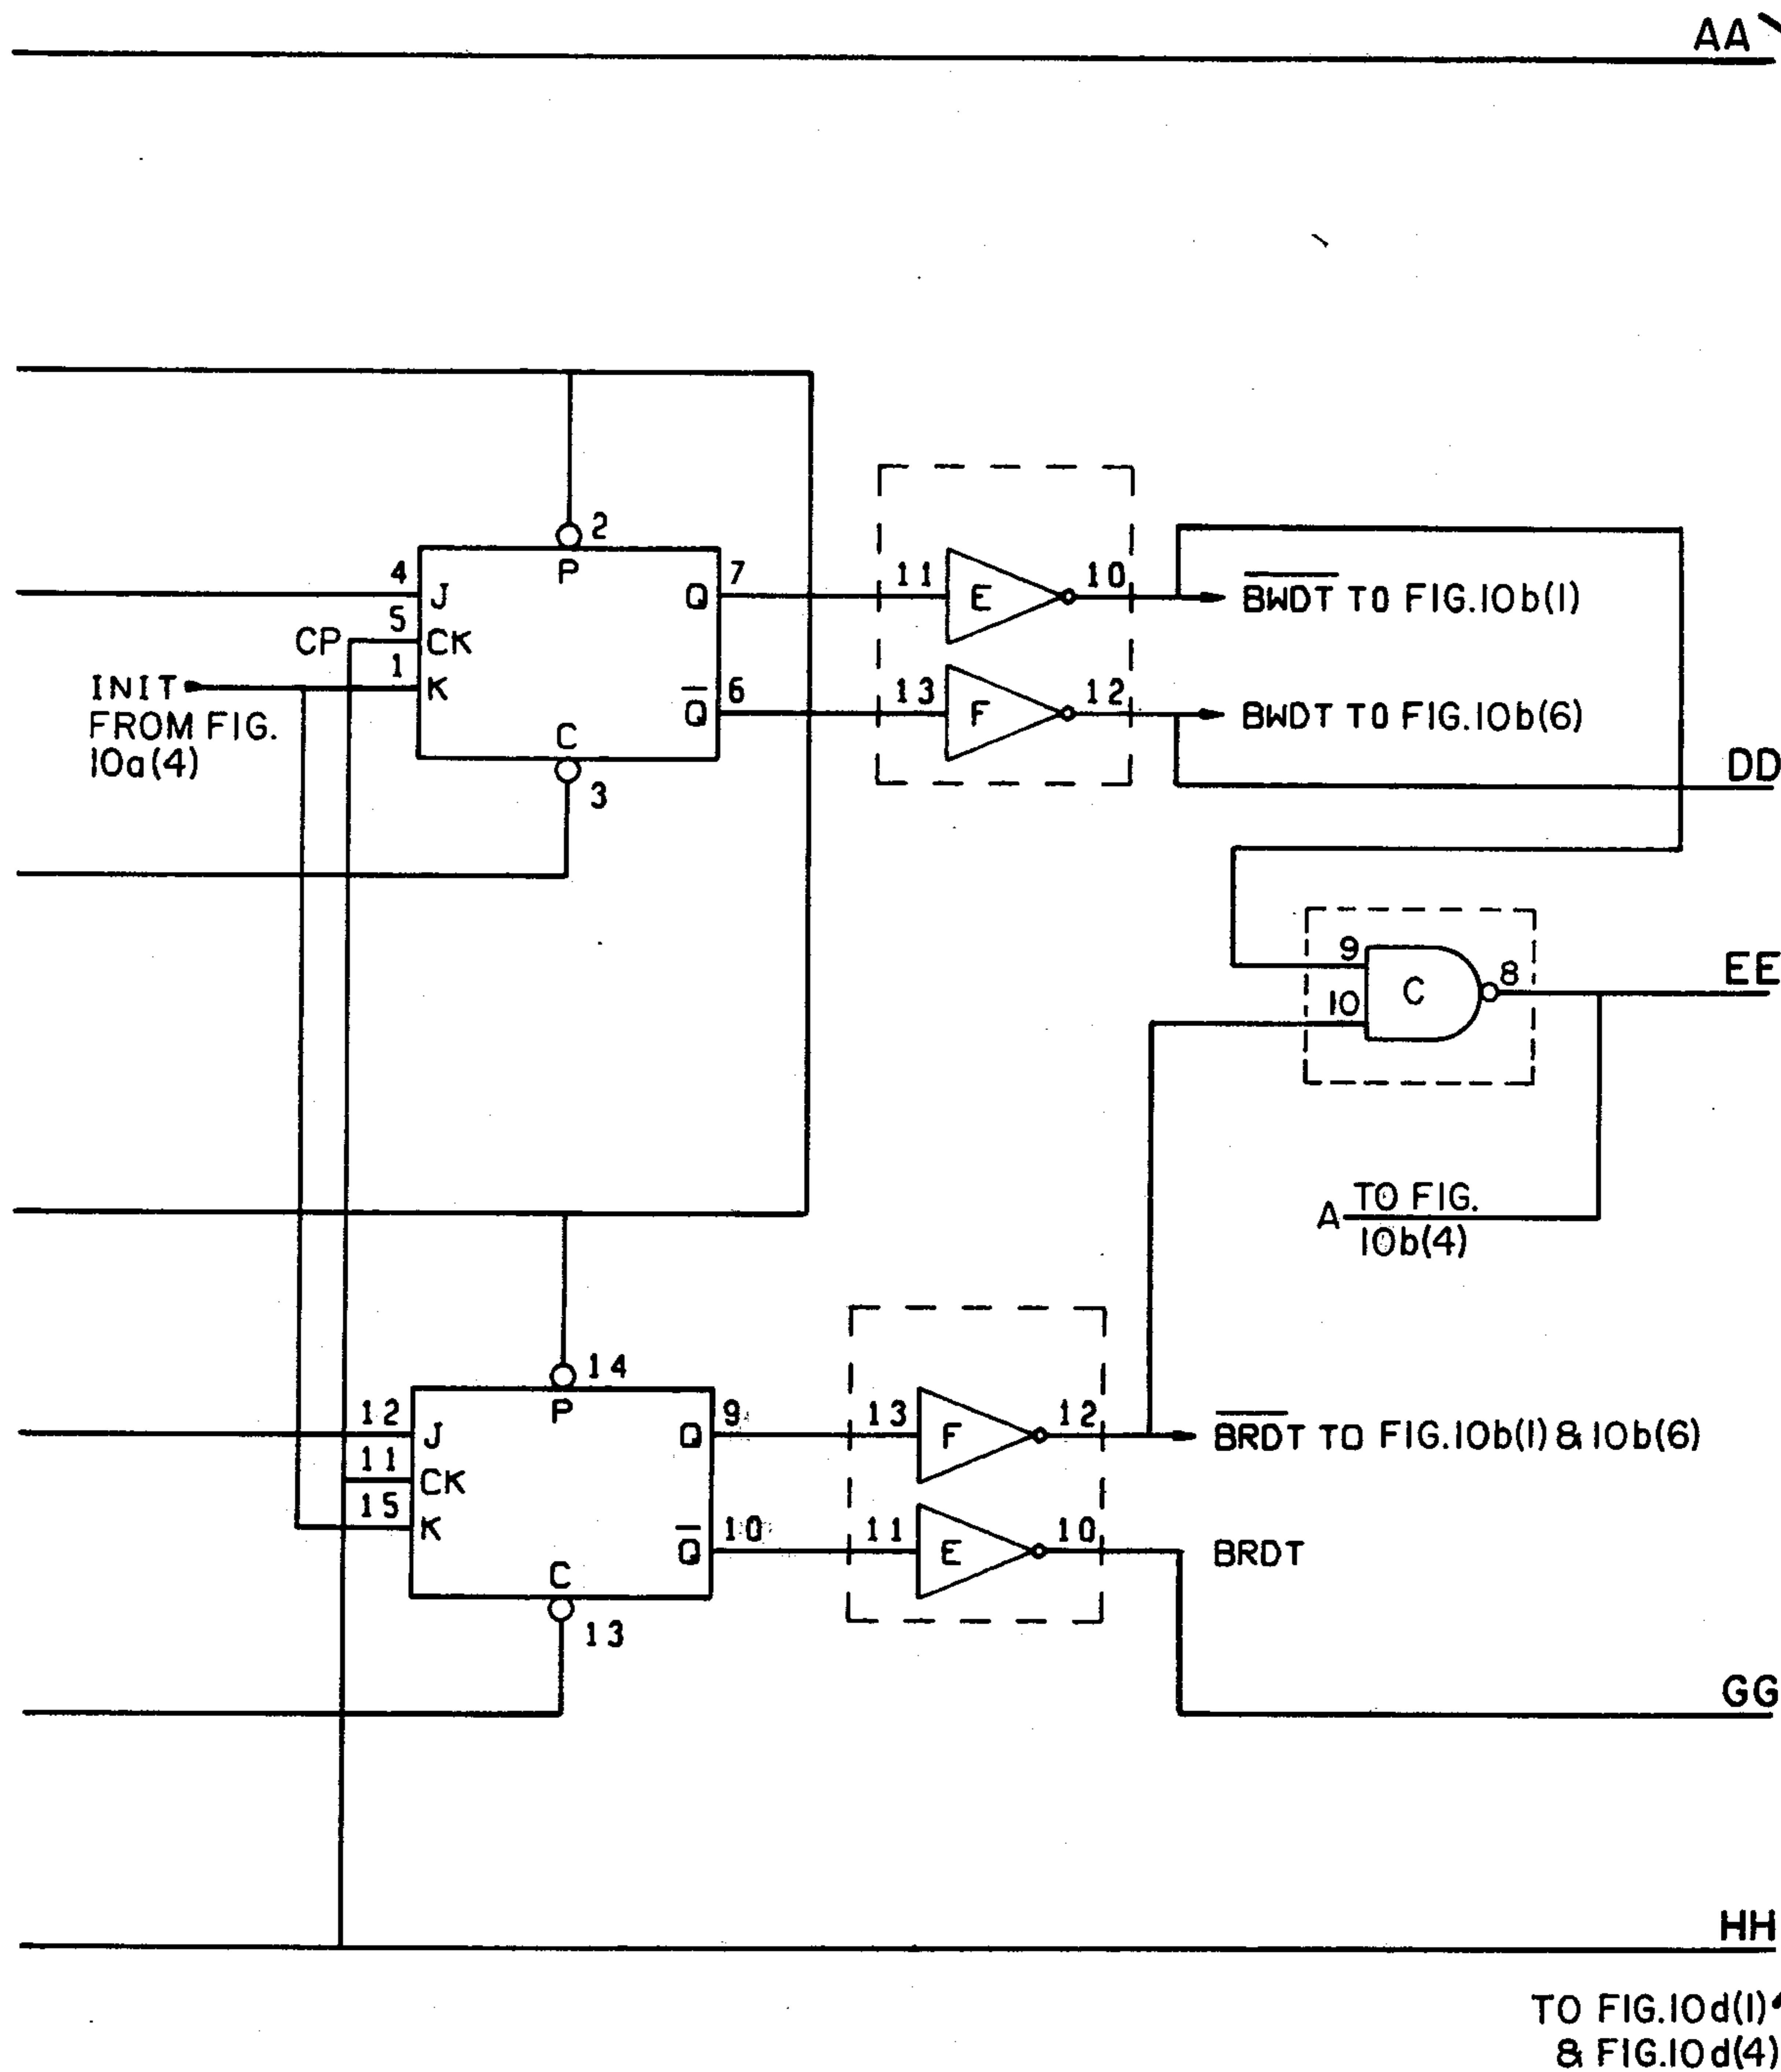 AA
2
P
4
J
Q
7
11
E
10
B̅W̅D̅T̅ TO FIG.10b(1)
5
CP
CK
1
INIT
K
FROM FIG.
10a(4)
Q̅
6
13
F
12
BWDT TO FIG.10b(6)
C
3
DD
9
10
C
8
EE
A TO FIG.
10b(4)
14
P
12
J
Q
9
13
F
12
B̅R̅D̅T̅ TO FIG.10b(1) & 10b(6)
11
CK
15
K
Q̅
10
11
E
10
BRDT
C
13
GG
HH
TO FIG.10d(1)
& FIG.10d(4)